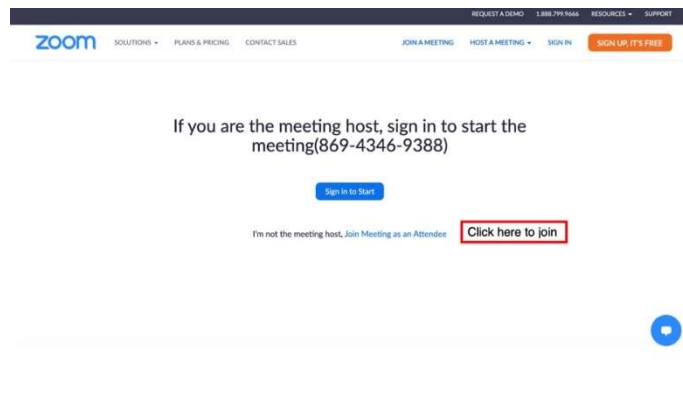 REQUEST A DEMO 1.888.799.9666 RESOURCES SUPPORT
zoom SOLUTIONS PLANS & PRICING CONTACT SALES JOIN A MEETING HOST A MEETING SIGN IN SIGN UP, IT'S FREE
If you are the meeting host, sign in to start the
meeting(869-4346-9388)
Sign In to Start
I'm not the meeting host, Join Meeting as an Attendee Click here to join